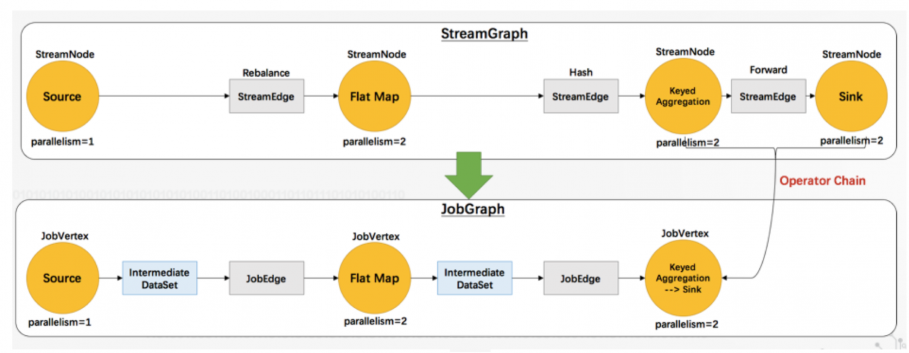 StreamGraph
StreamNode
StreamNode
StreamNode
StreamNode
Rebalance
Hash
Forward
Source
StreamEdge
Flat Map
StreamEdge
Keyed
Aggregation
StreamEdge
Sink
parallelism=1
parallelism=2
parallelism=2
parallelism=2
Operator Chain
JobGraph
JobVertex
JobVertex
JobVertex
Source
Intermediate
DataSet
JobEdge
Flat Map
Intermediate
DataSet
JobEdge
Keyed
Aggregation
--> Sink
parallelism=1
parallelism=2
parallelism=2